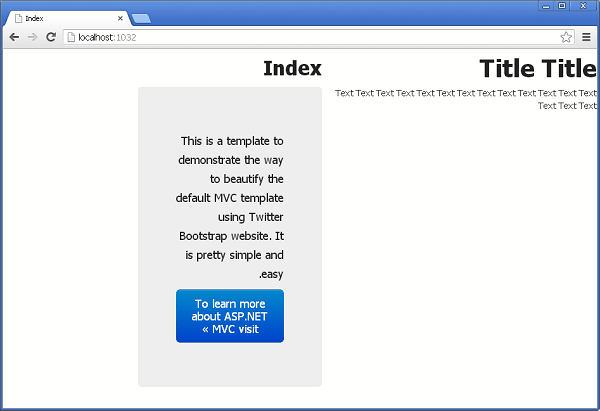 Index
localhost:1032
Title Title
Text Text Text Text Text Text Text Text Text Text Text Text Text
Text Text Text
Index
This is a template to
demonstrate the way
to beautify the
default MVC template
using Twitter
Bootstrap website. It
is pretty simple and
.easy
To learn more
about ASP.NET
« MVC visit